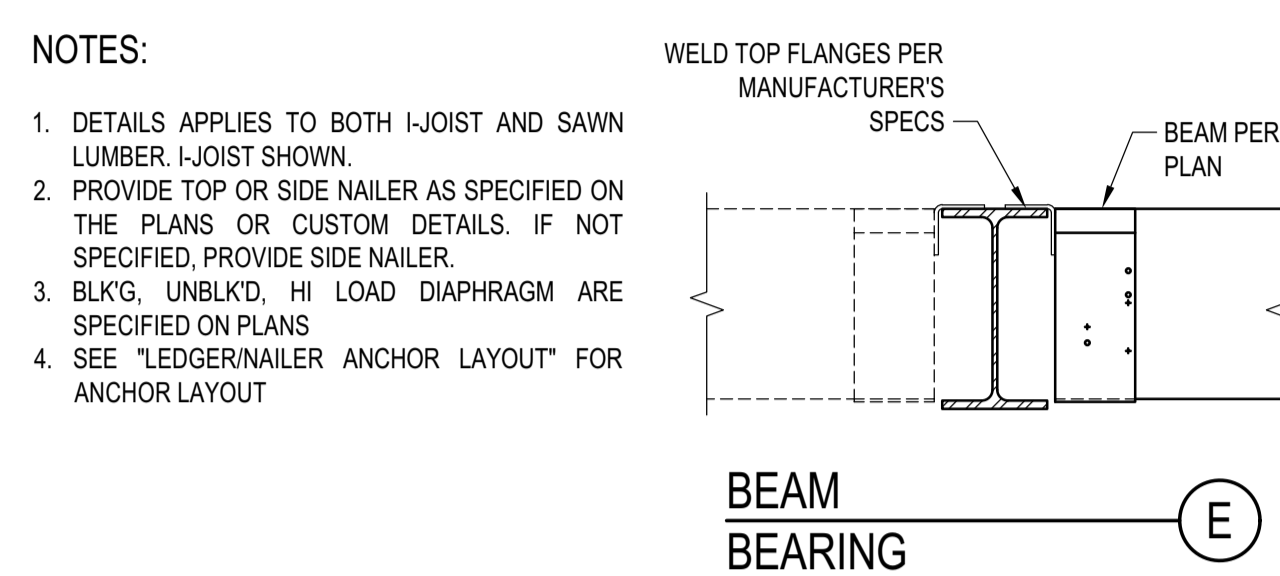 NOTES:
1. DETAILS APPLIES TO BOTH I-JOIST AND SAWN
LUMBER. I-JOIST SHOWN.
2. PROVIDE TOP OR SIDE NAILER AS SPECIFIED ON
THE PLANS OR CUSTOM DETAILS. IF NOT
SPECIFIED, PROVIDE SIDE NAILER.
3. BLK'G, UNBLK'D, HI LOAD DIAPHRAGM ARE
SPECIFIED ON PLANS
4. SEE "LEDGER/NAILER ANCHOR LAYOUT" FOR
ANCHOR LAYOUT
WELD TOP FLANGES PER
MANUFACTURER'S
SPECS
BEAM PER
PLAN
BEAM
BEARING
E